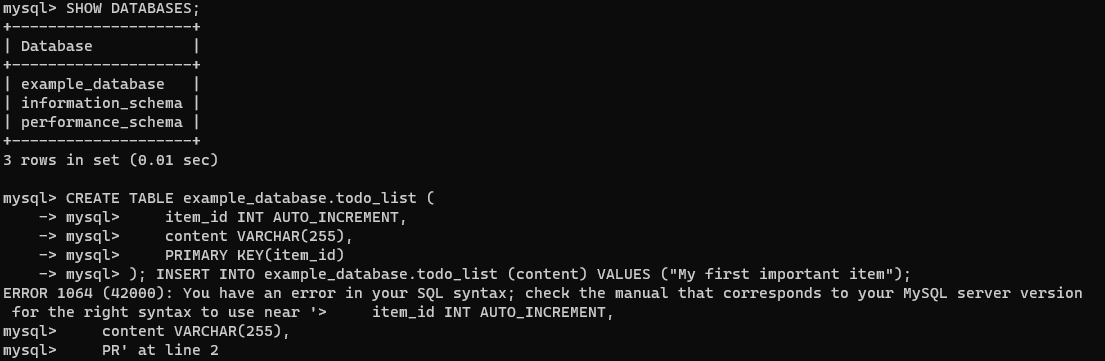 mysql> SHOW DATABASES;
+--------------------+
| Database           |
+--------------------+
| example_database   |
| information_schema |
| performance_schema |
+--------------------+
3 rows in set (0.01 sec)

mysql> CREATE TABLE example_database.todo_list (
    -> mysql>     item_id INT AUTO_INCREMENT,
    -> mysql>     content VARCHAR(255),
    -> mysql>     PRIMARY KEY(item_id)
    -> mysql> ); INSERT INTO example_database.todo_list (content) VALUES ("My first important item");
ERROR 1064 (42000): You have an error in your SQL syntax; check the manual that corresponds to your MySQL server version
 for the right syntax to use near '>     item_id INT AUTO_INCREMENT,
mysql>     content VARCHAR(255),
mysql>     PR' at line 2